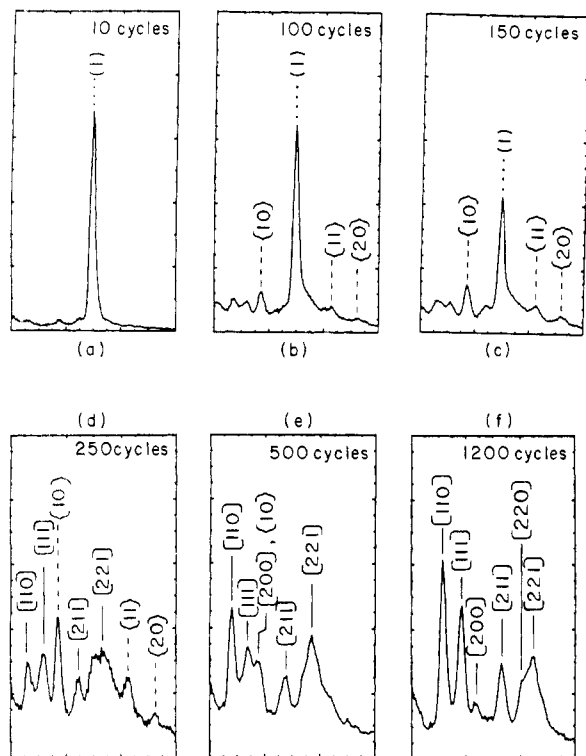 10 cycles
(1)
(a)
100 cycles
(1)
{10}
{11}
{20}
(b)
150 cycles
(1)
{10}
{11}
{20}
(c)
(d)
250 cycles
[110]
[111]
{10}
[211]
[221]
{11}
{20}
(e)
500 cycles
[110]
[111]
[200], {10}
[211]
[221]
(f)
1200 cycles
[110]
[111]
[200]
[211]
[220]
[221]